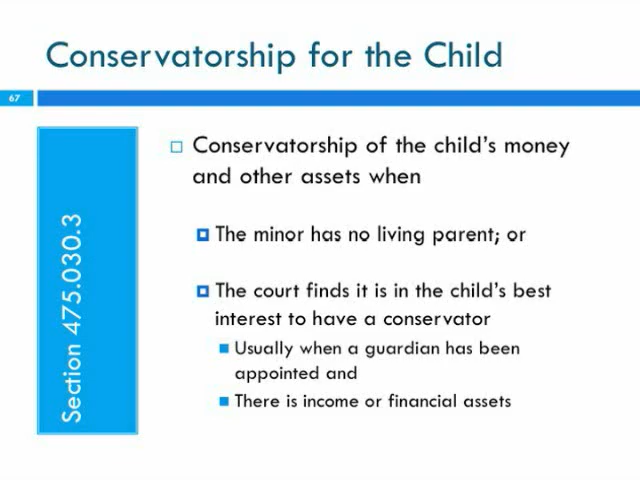 Conservatorship for the Child
67
Section 475.030.3
Conservatorship of the child's money
and other assets when
The minor has no living parent; or
The court finds it is in the child's best
interest to have a conservator
Usually when a guardian has been
appointed and
There is income or financial assets